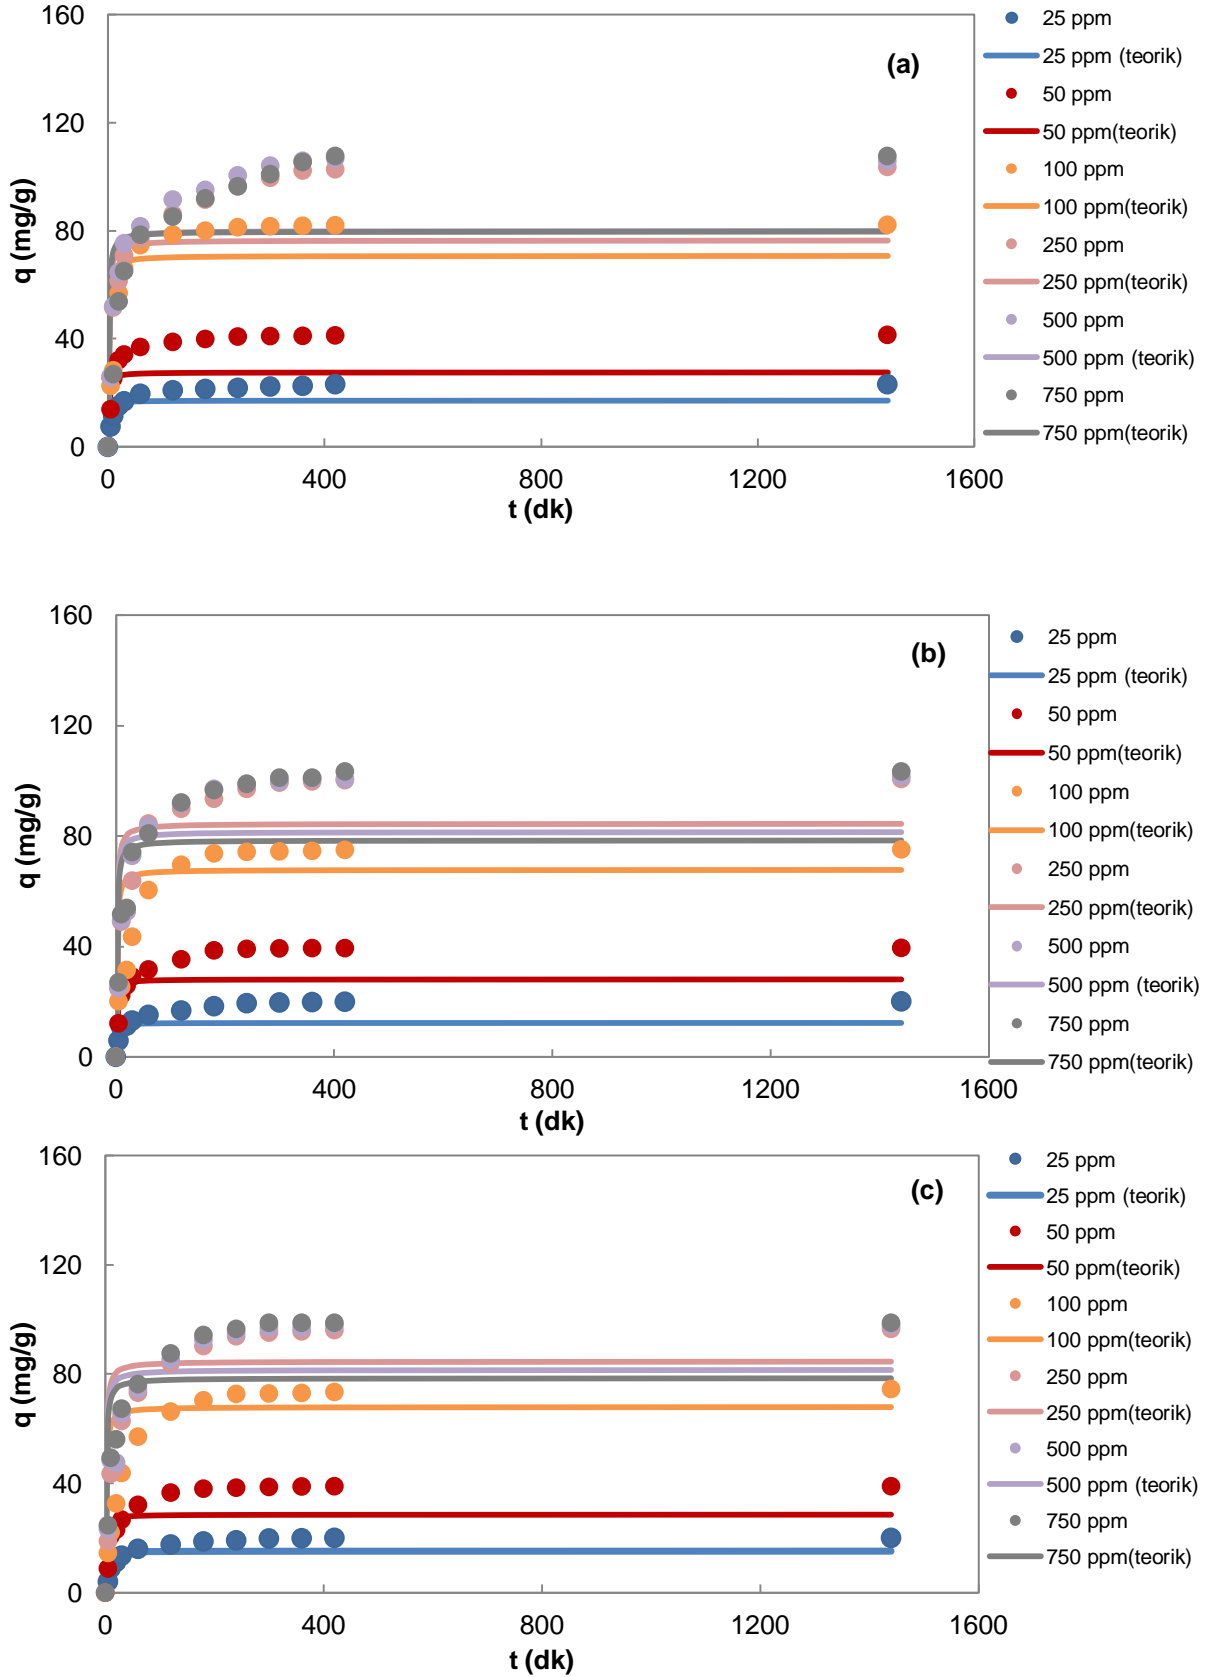 160
120
80
40
0
q (mg/g)
0
400
800
1200
1600
t (dk)
(a)
25 ppm
25 ppm (teorik)
50 ppm
50 ppm(teorik)
100 ppm
100 ppm(teorik)
250 ppm
250 ppm(teorik)
500 ppm
500 ppm (teorik)
750 ppm
750 ppm(teorik)
160
120
80
40
0
q (mg/g)
0
400
800
1200
1600
t (dk)
(b)
25 ppm
25 ppm (teorik)
50 ppm
50 ppm(teorik)
100 ppm
100 ppm(teorik)
250 ppm
250 ppm(teorik)
500 ppm
500 ppm (teorik)
750 ppm
750 ppm(teorik)
160
120
80
40
0
q (mg/g)
0
400
800
1200
1600
t (dk)
(c)
25 ppm
25 ppm (teorik)
50 ppm
50 ppm(teorik)
100 ppm
100 ppm(teorik)
250 ppm
250 ppm(teorik)
500 ppm
500 ppm (teorik)
750 ppm
750 ppm(teorik)